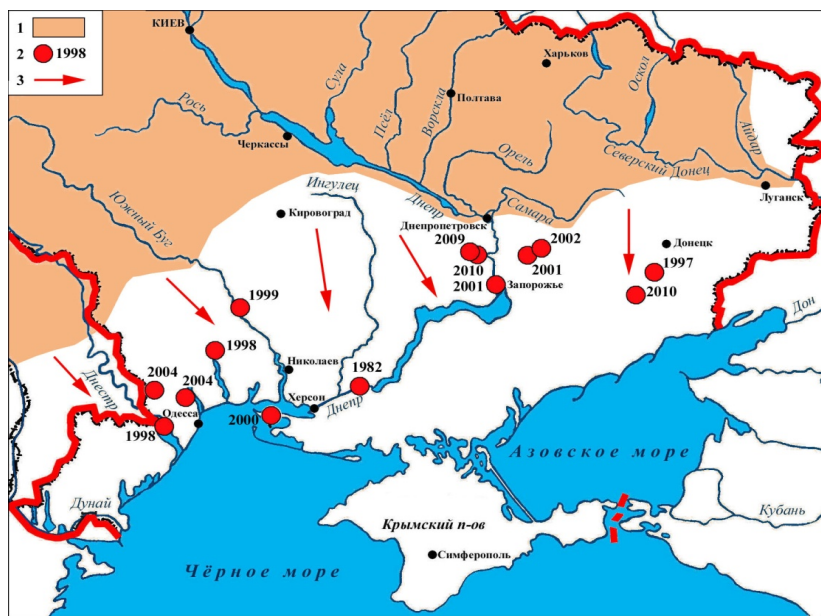 1
2
1998
3
КИЕВ
Сула
Псёл
Ворскла
Харьков
Оскол
Рось
Полтава
Айдар
Черкассы
Орель
Северский Донец
Южный Буг
Ингулец
Днепр
Самара
Луганск
Кировоград
Днепропетровск
2009
2002
Донецк
2010
2001
1997
2001
Запорожье
2010
1999
Дон
1998
Николаев
1982
2004
2004
Днестр
Херсон
Днепр
Одесса
2000
1998
Азовское море
Дунай
Кубань
Крымский п-ов
Симферополь
Чёрное море